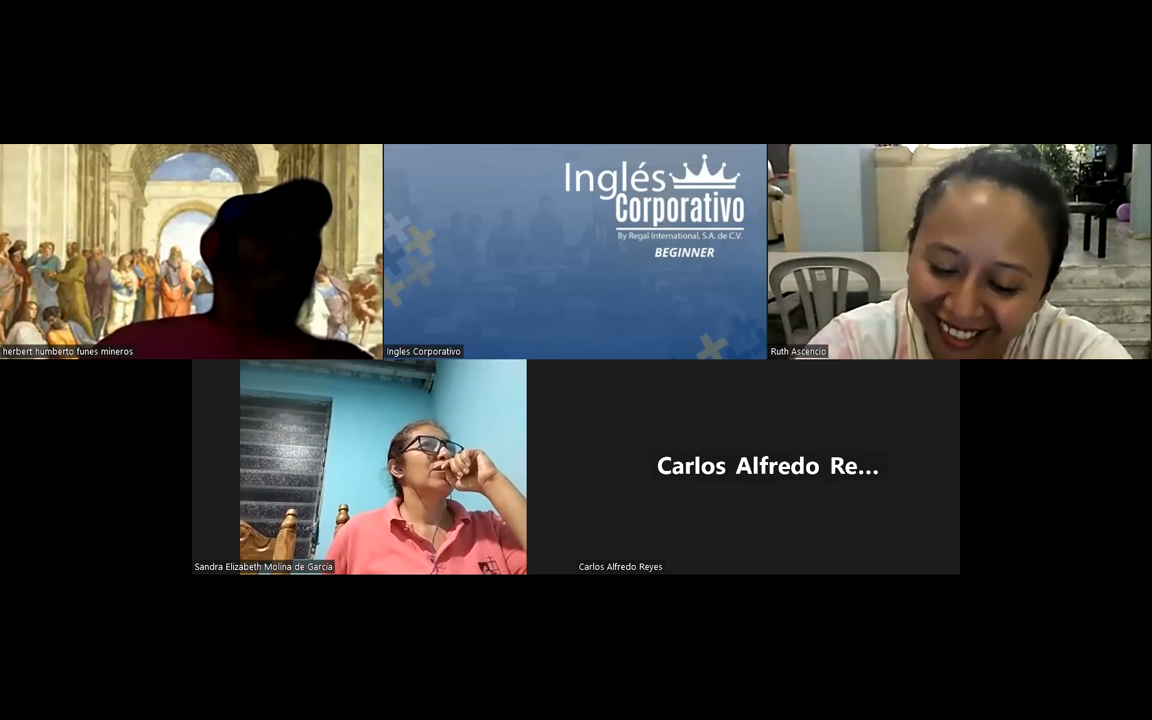 Inglés
Corporativo
By Regal International, S.A. de C.V.
BEGINNER
herbert humberto funes mineros
Ingles Corporativo
Ruth Ascencio
Carlos Alfredo Re...
Sandra Elizabeth Molina de García
Carlos Alfredo Reyes